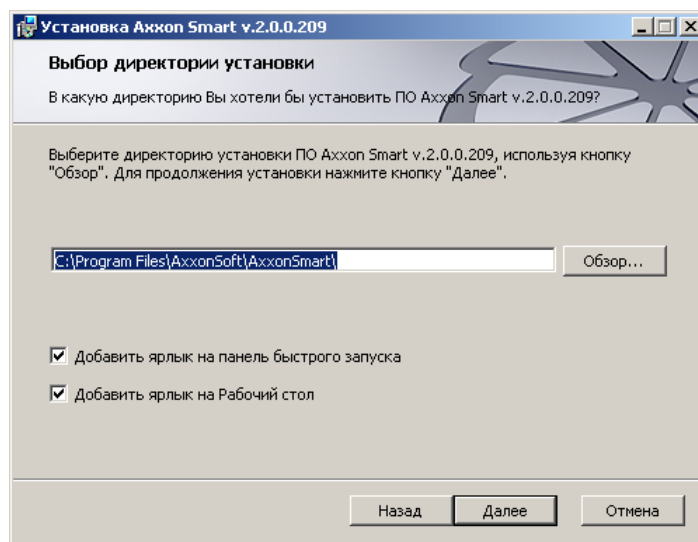 Установка Axxon Smart v.2.0.0.209
Выбор директории установки
В какую директорию Вы хотели бы установить ПО Axxon Smart v.2.0.0.209?
Выберите директорию установки ПО Axxon Smart v.2.0.0.209, используя кнопку
"Обзор". Для продолжения установки нажмите кнопку "Далее".
C:\Program Files\AxxonSoft\AxxonSmart\
Обзор...
Добавить ярлык на панель быстрого запуска
Добавить ярлык на Рабочий стол
Назад
Далее
Отмена